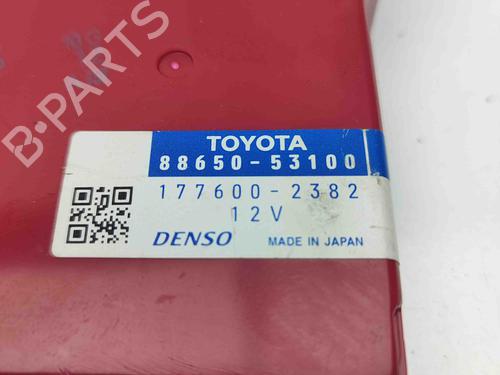 TOYOTA
88650-53100
177600-2382
12V
DENSO MADE IN JAPAN
B-PARTS